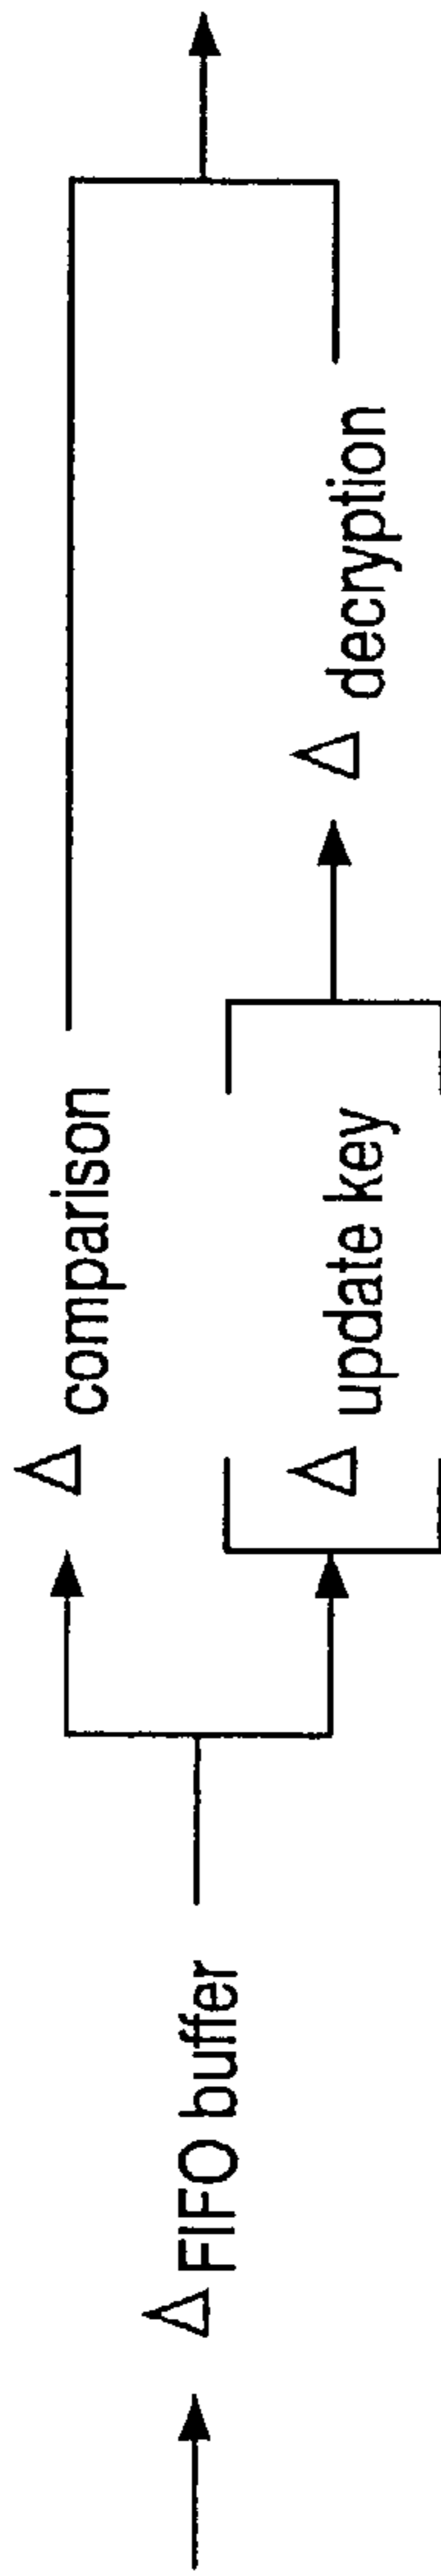 Δ FIFO buffer
Δ comparison
Δ update key
Δ decryption